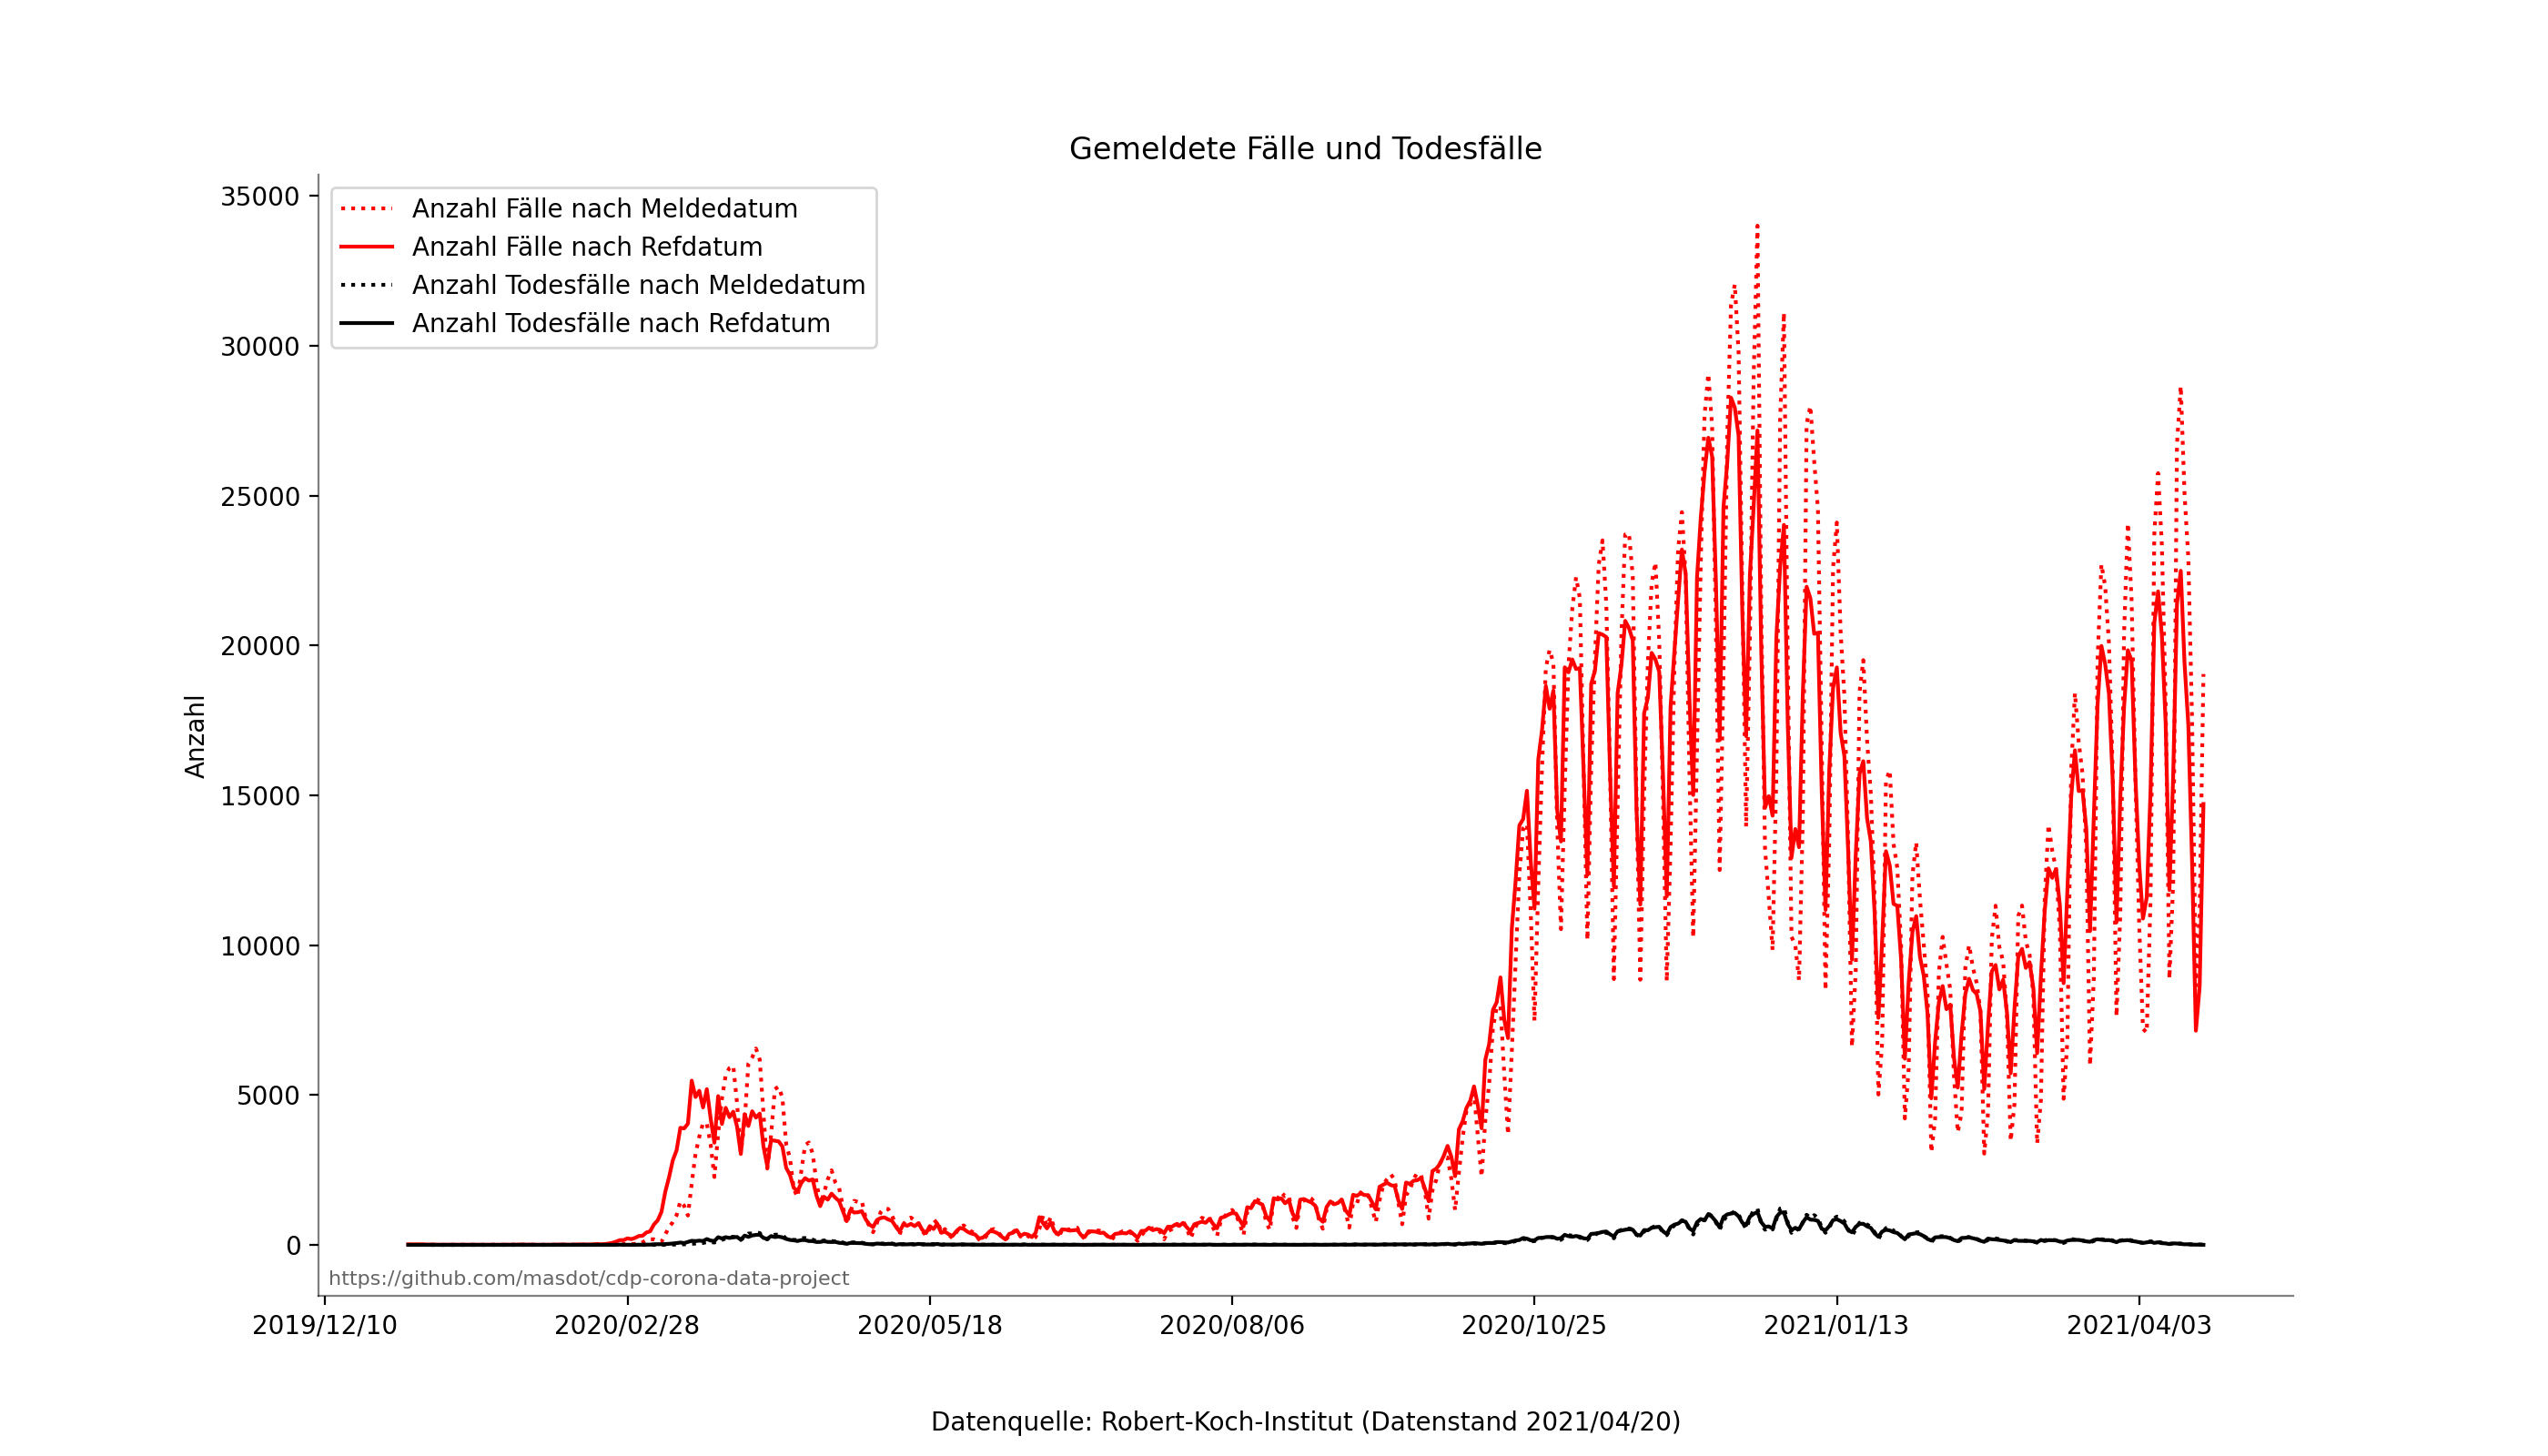 Gemeldete Fälle und Todesfälle
35000
30000
25000
20000
15000
10000
5000
0
Anzahl
Anzahl Fälle nach Meldedatum
Anzahl Fälle nach Refdatum
Anzahl Todesfälle nach Meldedatum
Anzahl Todesfälle nach Refdatum
https://github.com/masdot/cdp-corona-data-project
2019/12/10 2020/02/28 2020/05/18 2020/08/06 2020/10/25 2021/01/13 2021/04/03
Datenquelle: Robert-Koch-Institut (Datenstand 2021/04/20)